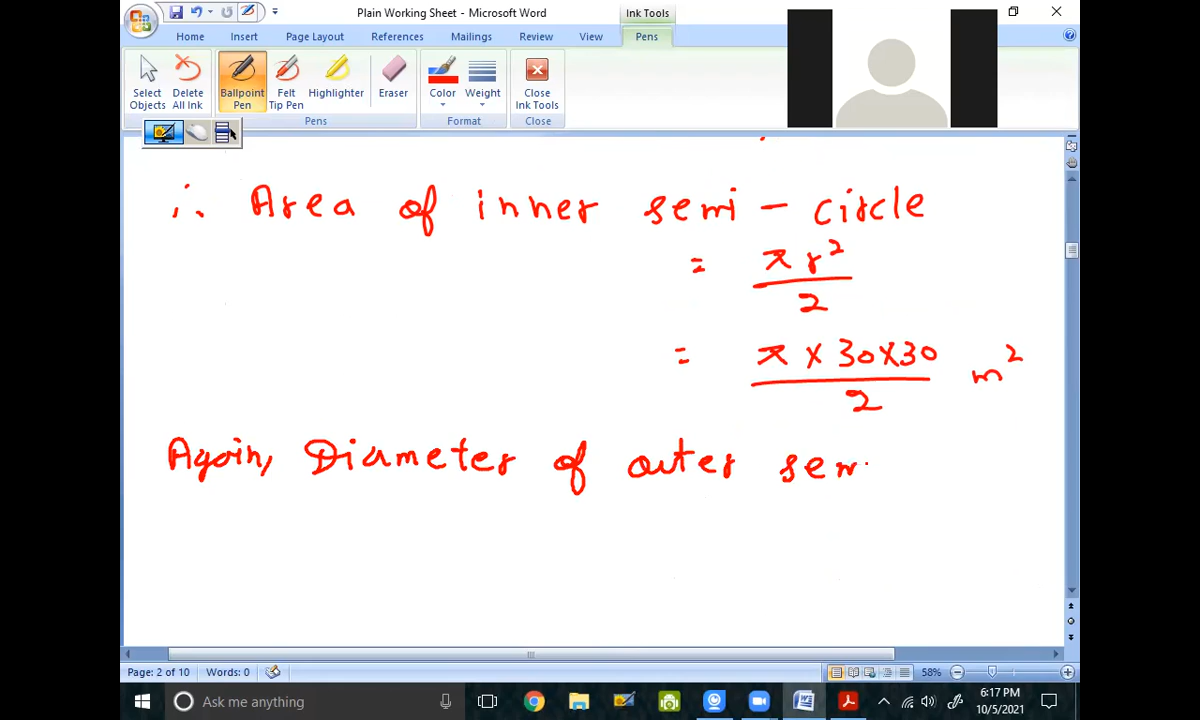 Plain Working Sheet - Microsoft Word
Ink Tools
Home Insert Page Layout References Mailings Review View Pens
Select Objects
Delete All Ink
Ballpoint Pen
Felt Tip Pen
Highlighter
Eraser
Color
Weight
Close Ink Tools
Pens Format Close
∴ Area of inner semi - circle
= πr²/2
= π × 30×30/2 m²
Again, Diameter of outer sem
Page: 2 of 10 Words: 0 58%
Ask me anything
6:17 PM
10/5/2021